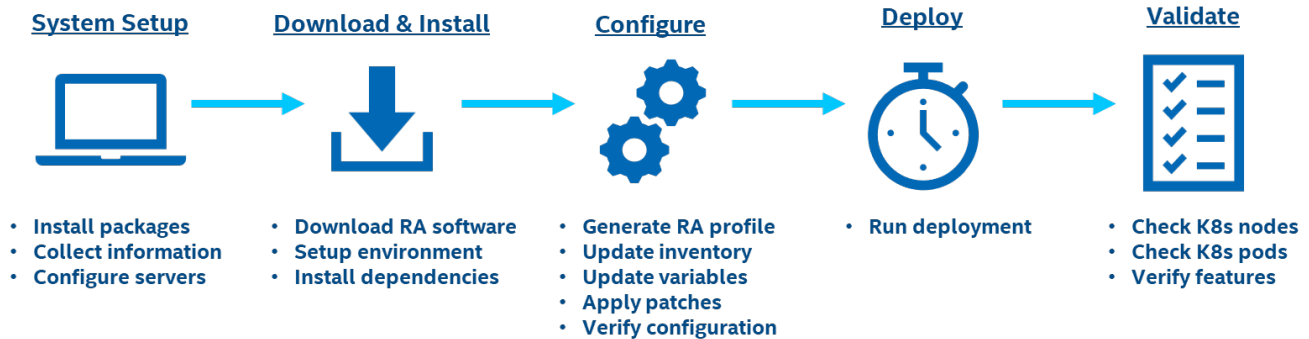 System Setup
• Install packages
• Collect information
• Configure servers
Download & Install
• Download RA software
• Setup environment
• Install dependencies
Configure
• Generate RA profile
• Update inventory
• Update variables
• Apply patches
• Verify configuration
Deploy
• Run deployment
Validate
• Check K8s nodes
• Check K8s pods
• Verify features